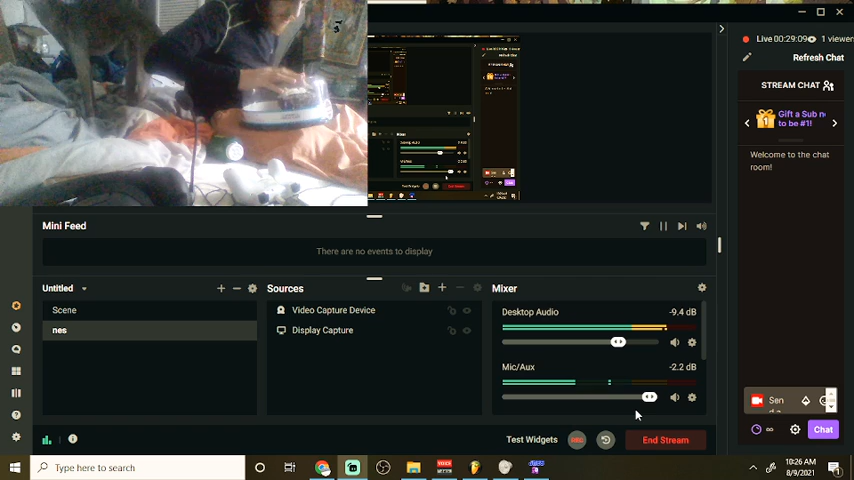 Live 00:29:09 1 viewer
Refresh Chat
STREAM CHAT
Gift a Sub n
to be #1!
Welcome to the chat
room!
Mini Feed
There are no events to display
Untitled
Sources
Mixer
Scene
nes
Video Capture Device
Display Capture
Desktop Audio -9.4 dB
Mic/Aux -2.2 dB
Sen
Test Widgets REC End Stream
Chat
Type here to search
10:26 AM
8/9/2021